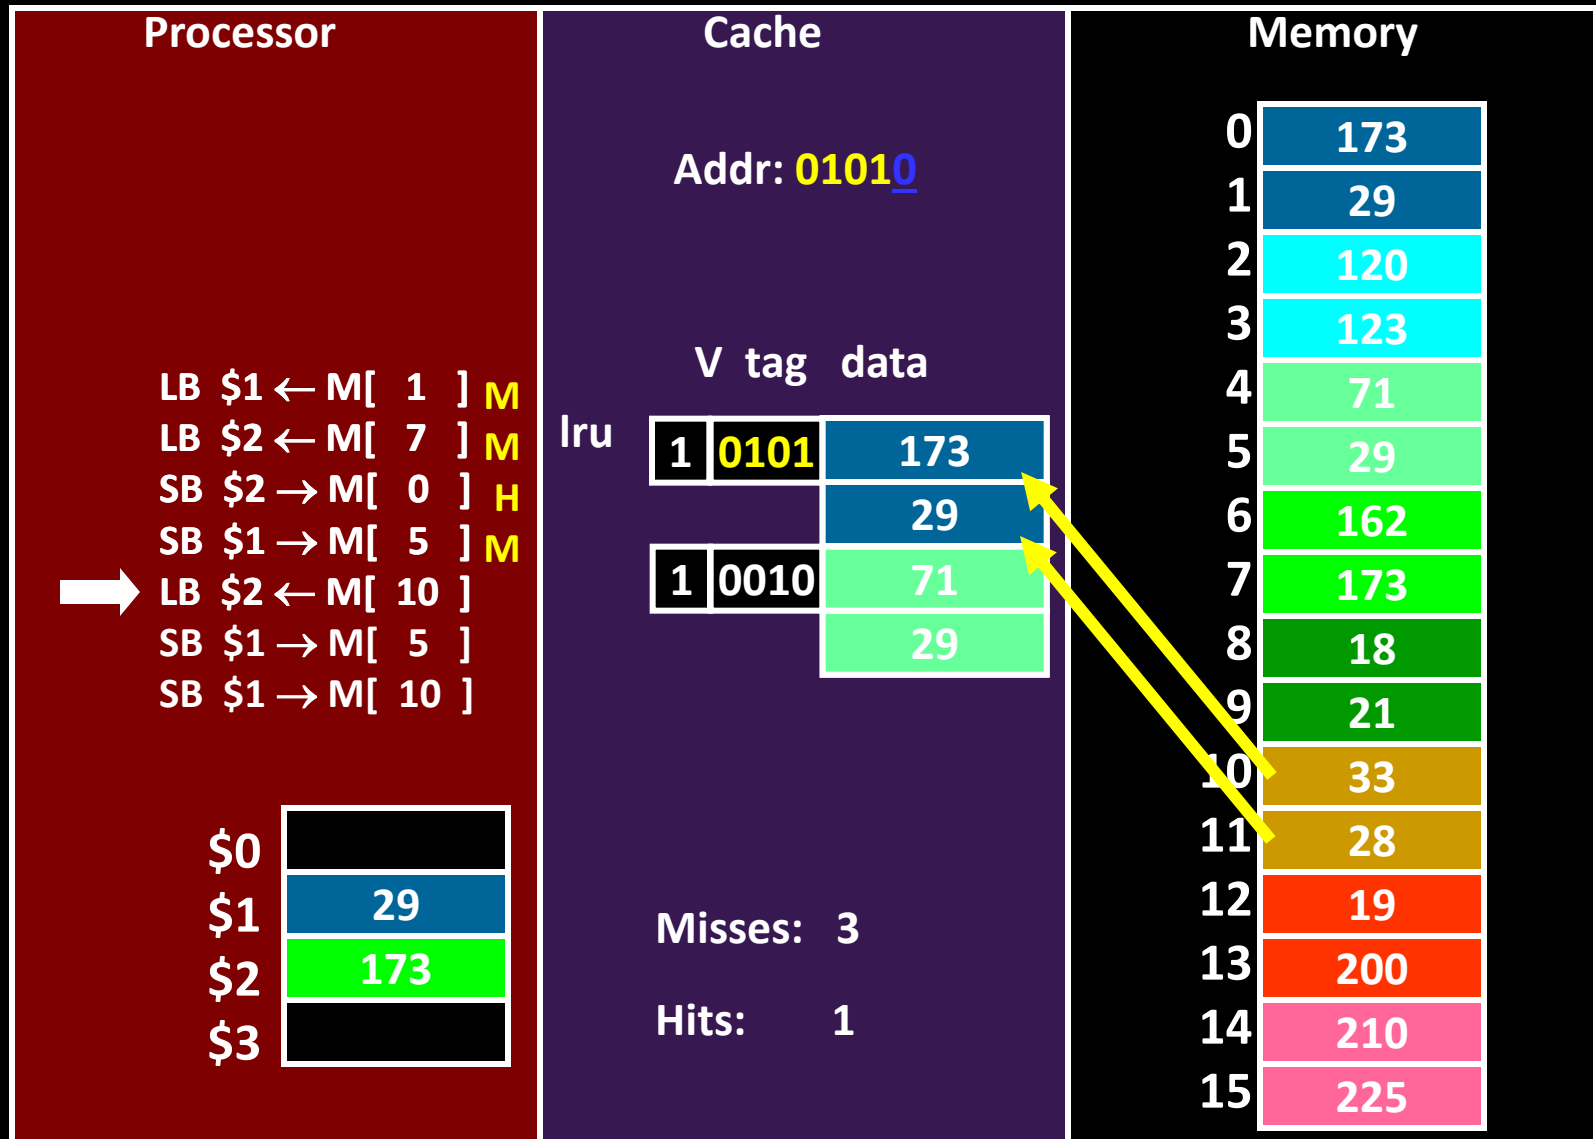 Processor
LB $1 ← M[ 1 ] M
LB $2 ← M[ 7 ] M
SB $2 → M[ 0 ] H
SB $1 → M[ 5 ] M
LB $2 ← M[ 10 ]
SB $1 → M[ 5 ]
SB $1 → M[ 10 ]
$0
$1 29
$2 173
$3
Cache
Addr: 01010
V tag data
lru 1 0101 173
29
1 0010 71
29
Misses: 3
Hits: 1
Memory
0 173
1 29
2 120
3 123
4 71
5 29
6 162
7 173
8 18
9 21
10 33
11 28
12 19
13 200
14 210
15 225